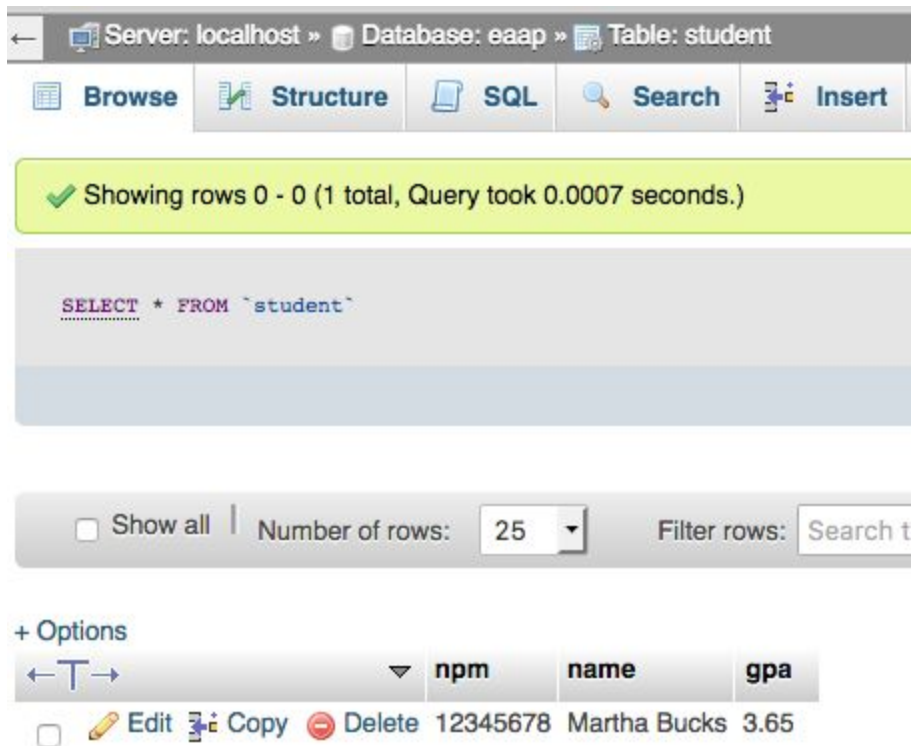 ← Server: localhost » Database: eaap » Table: student
Browse Structure SQL Search Insert
Showing rows 0 - 0 (1 total, Query took 0.0007 seconds.)
SELECT * FROM `student`
Show all | Number of rows: 25 Filter rows: Search t
+ Options
←T→ npm name gpa
Edit Copy Delete 12345678 Martha Bucks 3.65